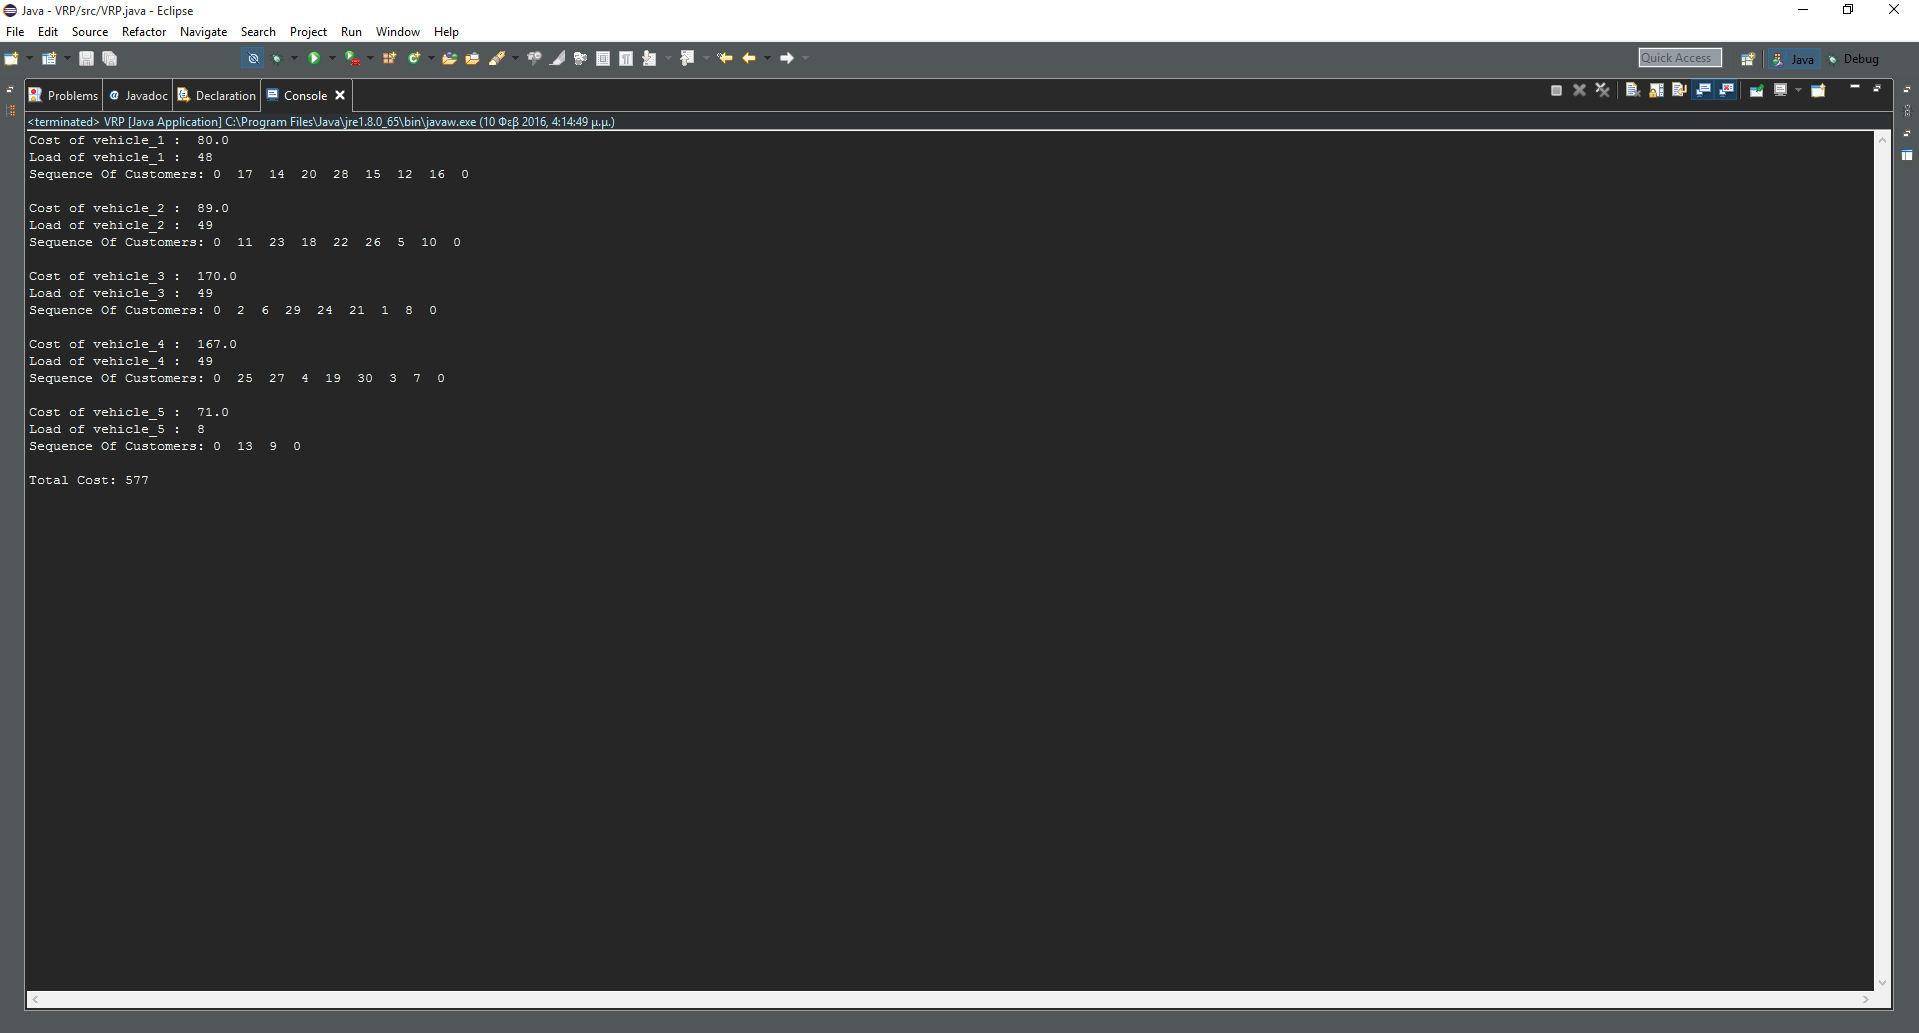 Java - VRP/src/VRP.java - Eclipse
File Edit Source Refactor Navigate Search Project Run Window Help
Quick Access Java Debug
Problems @ Javadoc Declaration Console
<terminated> VRP [Java Application] C:\Program Files\Java\jre1.8.0_65\bin\javaw.exe (10 Φεβ 2016, 4:14:49 μ.μ.)
Cost of vehicle_1 :  80.0
Load of vehicle_1 :  48
Sequence Of Customers: 0  17  14  20  28  15  12  16  0
Cost of vehicle_2 :  89.0
Load of vehicle_2 :  49
Sequence Of Customers: 0  11  23  18  22  26  5  10  0
Cost of vehicle_3 :  170.0
Load of vehicle_3 :  49
Sequence Of Customers: 0  2  6  29  24  21  1  8  0
Cost of vehicle_4 :  167.0
Load of vehicle_4 :  49
Sequence Of Customers: 0  25  27  4  19  30  3  7  0
Cost of vehicle_5 :  71.0
Load of vehicle_5 :  8
Sequence Of Customers: 0  13  9  0
Total Cost: 577